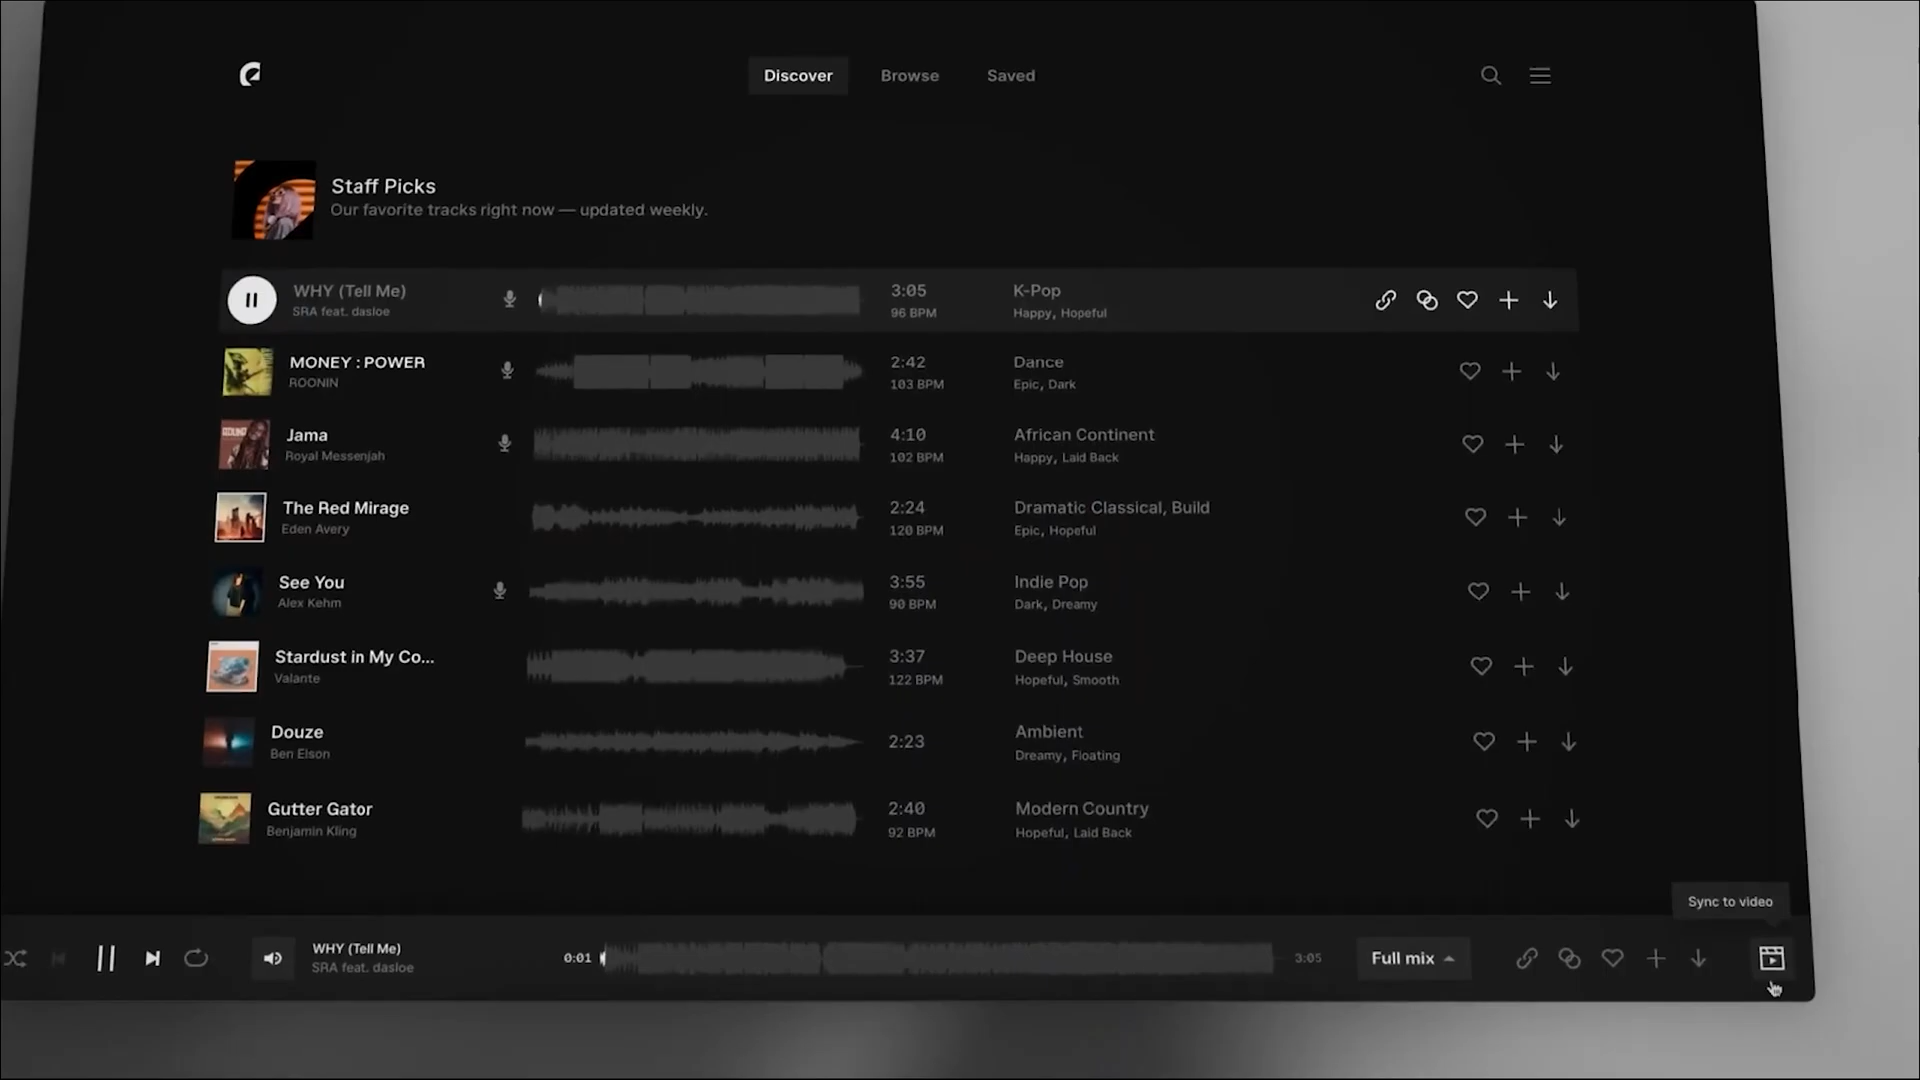 Discover
Browse
Saved
Staff Picks
Our favorite tracks right now — updated weekly.
WHY (Tell Me)
SRA feat. dasloe
3:05
96 BPM
K-Pop
Happy, Hopeful
MONEY : POWER
ROONIN
2:42
103 BPM
Dance
Epic, Dark
Jama
Royal Messenjah
4:10
102 BPM
African Continent
Happy, Laid Back
The Red Mirage
Eden Avery
2:24
120 BPM
Dramatic Classical, Build
Epic, Hopeful
See You
Alex Kehm
3:55
90 BPM
Indie Pop
Dark, Dreamy
Stardust in My Co...
Valante
3:37
122 BPM
Deep House
Hopeful, Smooth
Douze
Ben Elson
2:23
Ambient
Dreamy, Floating
Gutter Gator
Benjamin Kling
2:40
92 BPM
Modern Country
Hopeful, Laid Back
Sync to video
WHY (Tell Me)
SRA feat. dasloe
0:01
3:05
Full mix